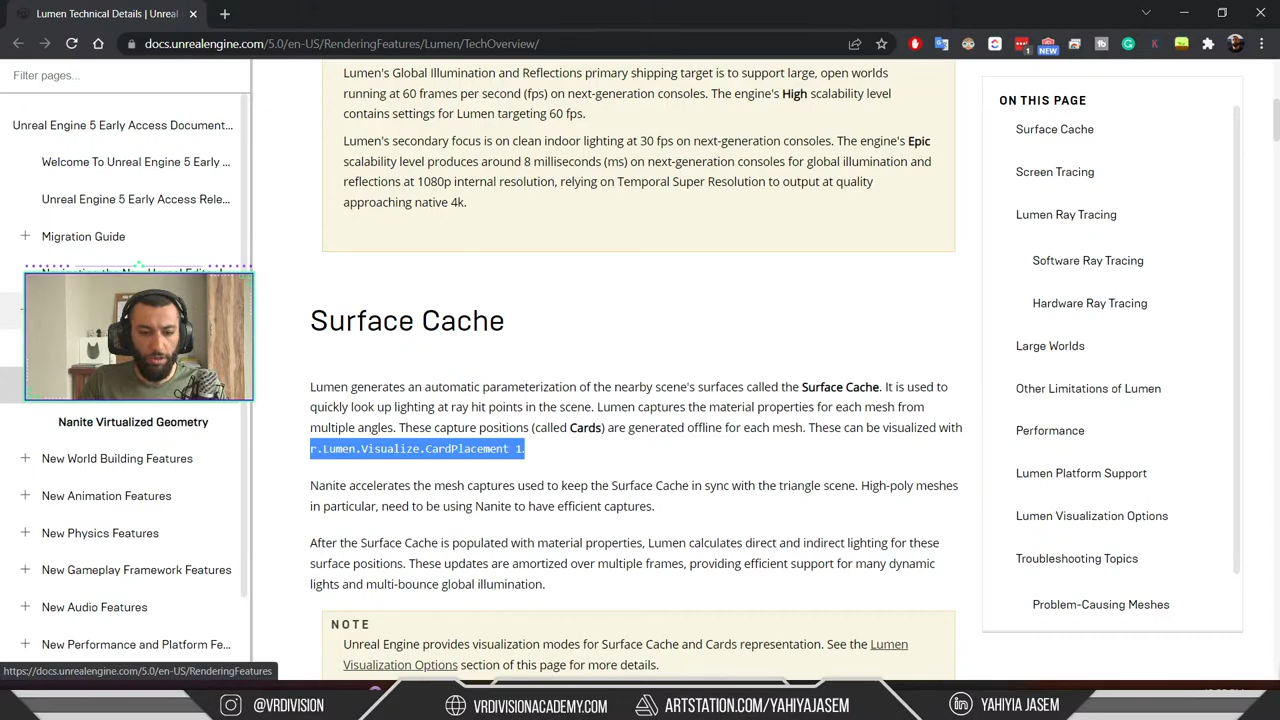 Lumen Technical Details | Unreal
docs.unrealengine.com/5.0/en-US/RenderingFeatures/Lumen/TechOverview/
1
NEW
Filter pages...
Unreal Engine 5 Early Access Document...
Welcome To Unreal Engine 5 Early ...
Unreal Engine 5 Early Access Rele...
Migration Guide
Nanite Virtualized Geometry
New World Building Features
New Animation Features
New Physics Features
New Gameplay Framework Features
New Audio Features
New Performance and Platform Fe...
https://docs.unrealengine.com/5.0/en-US/RenderingFeatures
Lumen's Global Illumination and Reflections primary shipping target is to support large, open worlds
running at 60 frames per second (fps) on next-generation consoles. The engine's High scalability level
contains settings for Lumen targeting 60 fps.
Lumen's secondary focus is on clean indoor lighting at 30 fps on next-generation consoles. The engine's Epic
scalability level produces around 8 milliseconds (ms) on next-generation consoles for global illumination and
reflections at 1080p internal resolution, relying on Temporal Super Resolution to output at quality
approaching native 4k.
Surface Cache
Lumen generates an automatic parameterization of the nearby scene's surfaces called the Surface Cache. It is used to
quickly look up lighting at ray hit points in the scene. Lumen captures the material properties for each mesh from
multiple angles. These capture positions (called Cards) are generated offline for each mesh. These can be visualized with
r.Lumen.Visualize.CardPlacement 1.
Nanite accelerates the mesh captures used to keep the Surface Cache in sync with the triangle scene. High-poly meshes
in particular, need to be using Nanite to have efficient captures.
After the Surface Cache is populated with material properties, Lumen calculates direct and indirect lighting for these
surface positions. These updates are amortized over multiple frames, providing efficient support for many dynamic
lights and multi-bounce global illumination.
NOTE
Unreal Engine provides visualization modes for Surface Cache and Cards representation. See the Lumen
Visualization Options section of this page for more details.
ON THIS PAGE
Surface Cache
Screen Tracing
Lumen Ray Tracing
Software Ray Tracing
Hardware Ray Tracing
Large Worlds
Other Limitations of Lumen
Performance
Lumen Platform Support
Lumen Visualization Options
Troubleshooting Topics
Problem-Causing Meshes
@VRDIVISION
VRDIVISIONACADEMY.COM
ARTSTATION.COM/YAHIYAJASEM
YAHIYIA JASEM